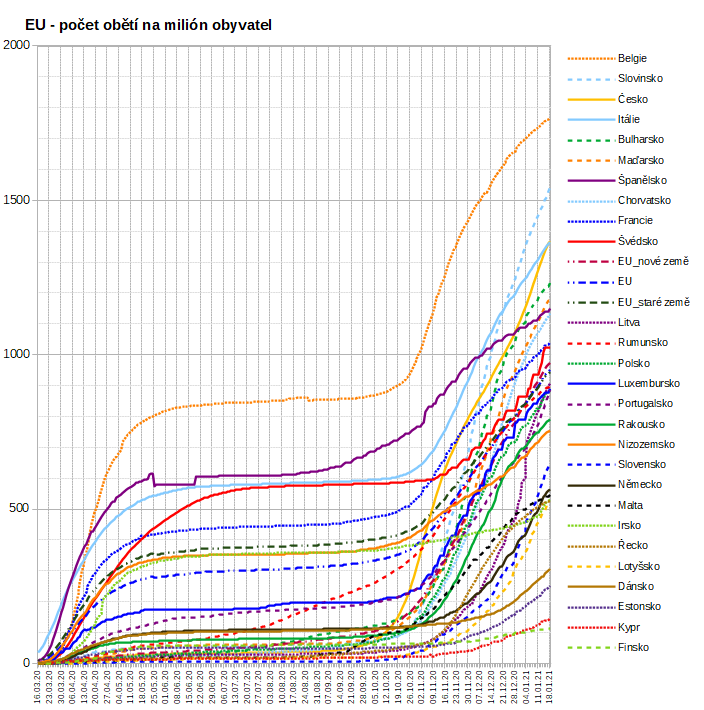 EU - počet obětí na milión obyvatel
2000
1500
1000
500
0
Belgie
Slovinsko
Česko
Itálie
Bulharsko
Maďarsko
Španělsko
Chorvatsko
Francie
Švédsko
EU_nové země
EU
EU_staré země
Litva
Rumunsko
Polsko
Luxembursko
Portugalsko
Rakousko
Nizozemsko
Slovensko
Německo
Malta
Irsko
Řecko
Lotyšsko
Dánsko
Estonsko
Kypr
Finsko
16.03.20
23.03.20
30.03.20
06.04.20
13.04.20
20.04.20
27.04.20
04.05.20
11.05.20
18.05.20
25.05.20
01.06.20
08.06.20
15.06.20
22.06.20
29.06.20
06.07.20
13.07.20
20.07.20
27.07.20
03.08.20
10.08.20
17.08.20
24.08.20
31.08.20
07.09.20
14.09.20
21.09.20
28.09.20
05.10.20
12.10.20
19.10.20
26.10.20
02.11.20
09.11.20
16.11.20
23.11.20
30.11.20
07.12.20
14.12.20
21.12.20
28.12.20
04.01.21
11.01.21
18.01.21